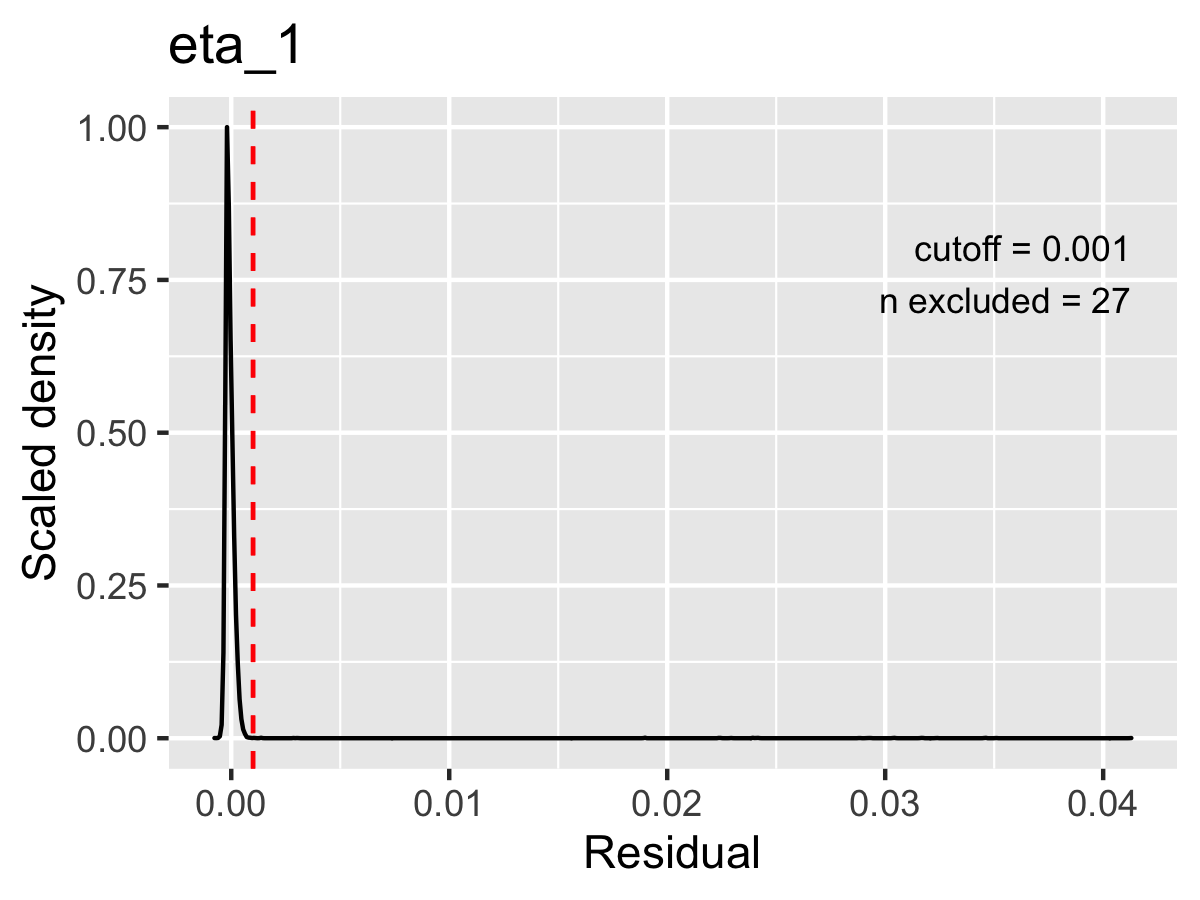 eta_1
1.00
0.75
0.50
0.25
0.00
Scaled density
cutoff = 0.001
n excluded = 27
0.00 0.01 0.02 0.03 0.04
Residual